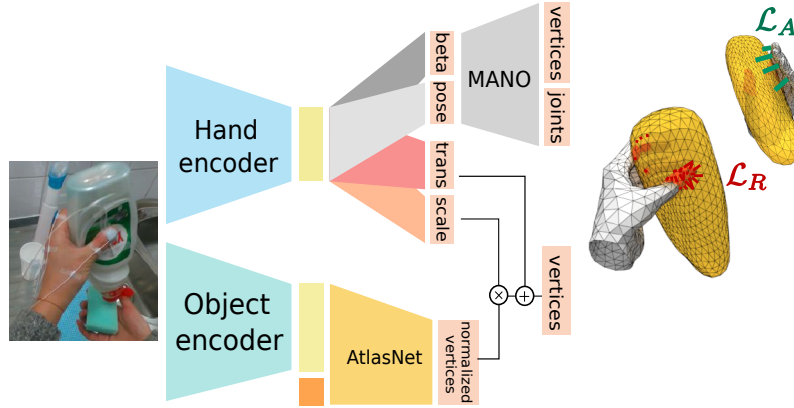 Hand
encoder
beta
pose
MANO
vertices
joints
trans
scale
Object
encoder
AtlasNet
normalized
vertices
×
+
vertices
ℒA
ℒR